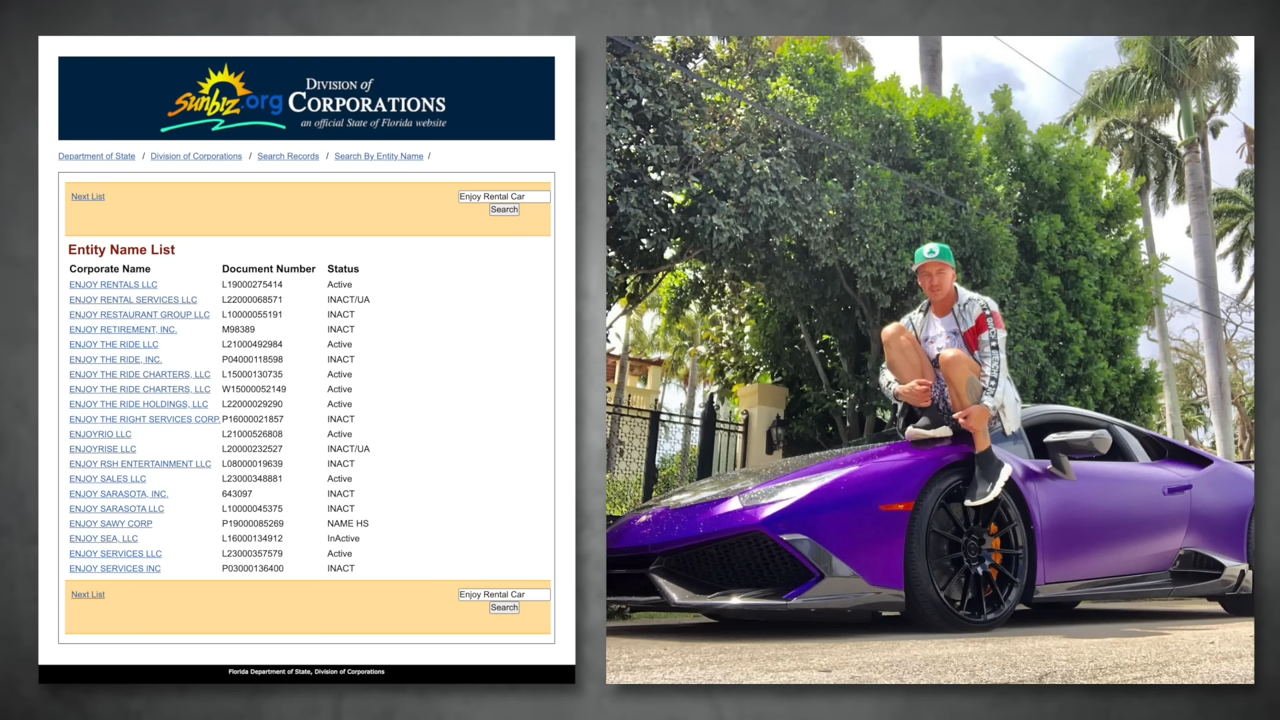 sunbiz.org DIVISION of CORPORATIONS
an official State of Florida website
Department of State / Division of Corporations / Search Records / Search By Entity Name /
Next List Enjoy Rental Car
Search
Entity Name List
Corporate Name Document Number Status
ENJOY RENTALS LLC L19000275414 Active
ENJOY RENTAL SERVICES LLC L22000068571 INACT/UA
ENJOY RESTAURANT GROUP LLC L10000055191 INACT
ENJOY RETIREMENT, INC. M98389 INACT
ENJOY THE RIDE LLC L21000492984 Active
ENJOY THE RIDE, INC. P04000118598 INACT
ENJOY THE RIDE CHARTERS, LLC L15000130735 Active
ENJOY THE RIDE CHARTERS, LLC W15000052149 Active
ENJOY THE RIDE HOLDINGS, LLC L22000029290 Active
ENJOY THE RIGHT SERVICES CORP. P16000021857 INACT
ENJOYRIO LLC L21000526808 Active
ENJOYRISE LLC L20000232527 INACT/UA
ENJOY RSH ENTERTAINMENT LLC L08000019639 INACT
ENJOY SALES LLC L23000348881 Active
ENJOY SARASOTA, INC. 643097 INACT
ENJOY SARASOTA LLC L10000045375 INACT
ENJOY SAWY CORP P19000085269 NAME HS
ENJOY SEA, LLC L16000134912 InActive
ENJOY SERVICES LLC L23000357579 Active
ENJOY SERVICES INC P03000136400 INACT
Next List Enjoy Rental Car
Search
Florida Department of State, Division of Corporations